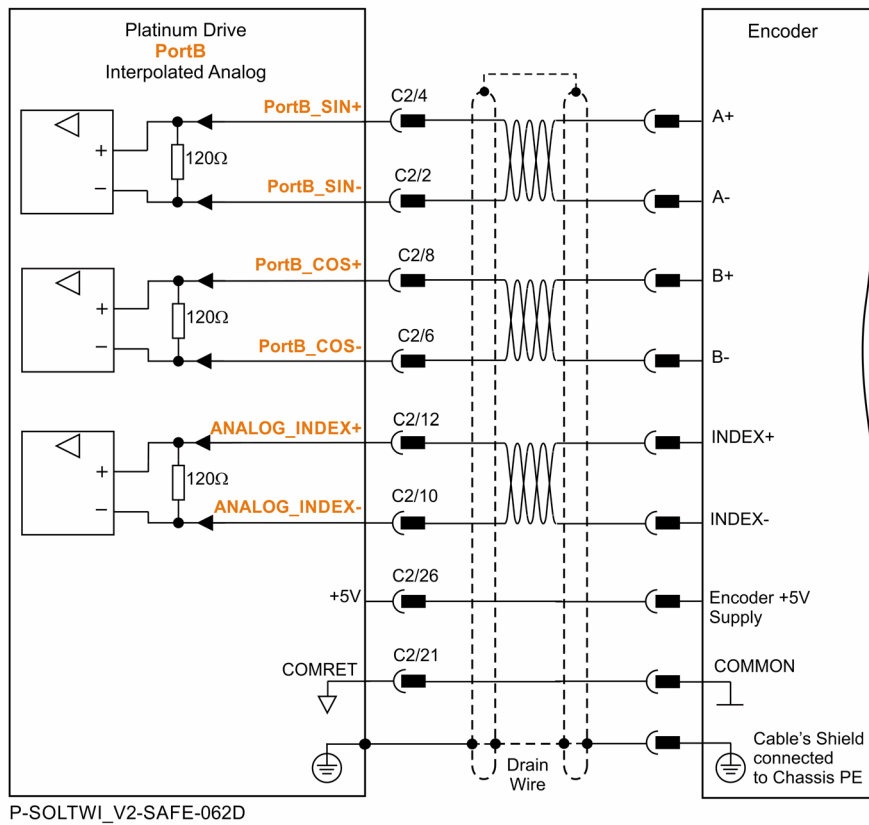 Platinum Drive
PortB
Interpolated Analog
Encoder
PortB_SIN+
C2/4
A+
+
120Ω
−
PortB_SIN-
C2/2
A-
PortB_COS+
C2/8
B+
+
120Ω
−
PortB_COS-
C2/6
B-
ANALOG_INDEX+
C2/12
INDEX+
+
120Ω
−
ANALOG_INDEX-
C2/10
INDEX-
+5V
C2/26
Encoder +5V
Supply
COMRET
C2/21
COMMON
Drain
Wire
Cable's Shield
connected
to Chassis PE
P-SOLTWI_V2-SAFE-062D